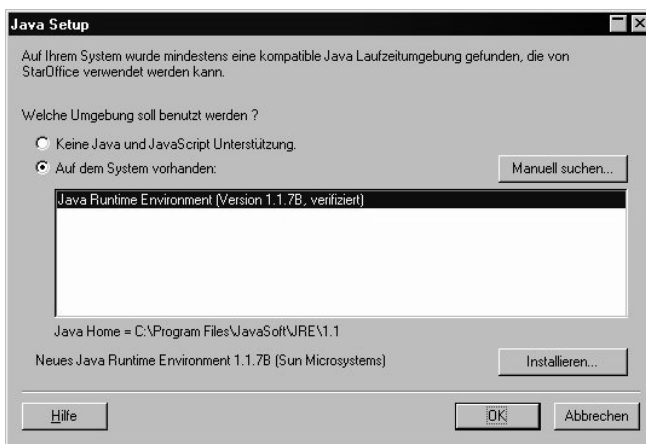 Java Setup
Auf Ihrem System wurde mindestens eine kompatible Java Laufzeitumgebung gefunden, die von
StarOffice verwendet werden kann.
Welche Umgebung soll benutzt werden ?
Keine Java und JavaScript Unterstützung.
Auf dem System vorhanden:
Manuell suchen...
Java Runtime Environment (Version 1.1.7B, verifiziert)
Java Home = C:\Program Files\JavaSoft\JRE\1.1
Neues Java Runtime Environment 1.1.7B (Sun Microsystems)
Installieren...
Hilfe
OK
Abbrechen